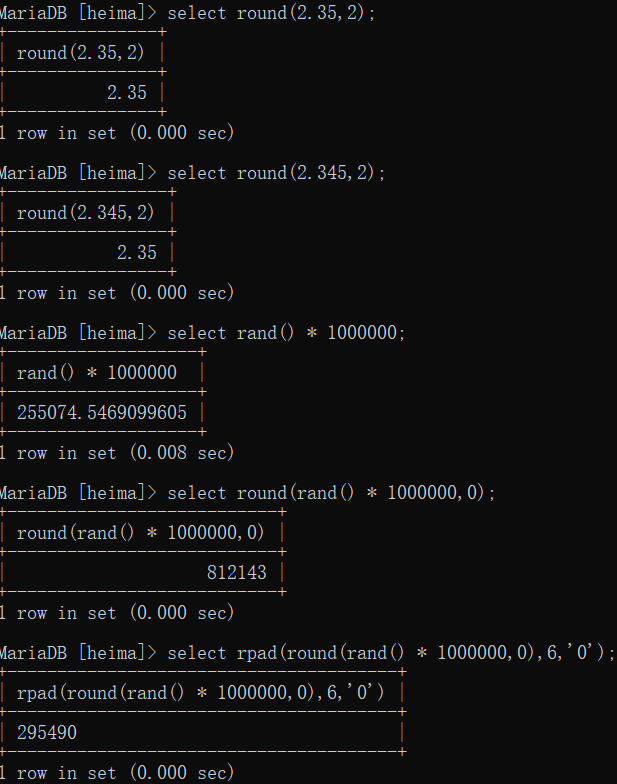 MariaDB [heima]> select round(2.35,2);
+---------------+
| round(2.35,2) |
+---------------+
|          2.35 |
+---------------+
1 row in set (0.000 sec)
MariaDB [heima]> select round(2.345,2);
+----------------+
| round(2.345,2) |
+----------------+
|           2.35 |
+----------------+
1 row in set (0.000 sec)
MariaDB [heima]> select rand() * 1000000;
+-------------------+
| rand() * 1000000  |
+-------------------+
| 255074.5469099605 |
+-------------------+
1 row in set (0.008 sec)
MariaDB [heima]> select round(rand() * 1000000,0);
+---------------------------+
| round(rand() * 1000000,0) |
+---------------------------+
|                    812143 |
+---------------------------+
1 row in set (0.000 sec)
MariaDB [heima]> select rpad(round(rand() * 1000000,0),6,'0');
+---------------------------------------+
| rpad(round(rand() * 1000000,0),6,'0') |
+---------------------------------------+
| 295490                                |
+---------------------------------------+
1 row in set (0.000 sec)